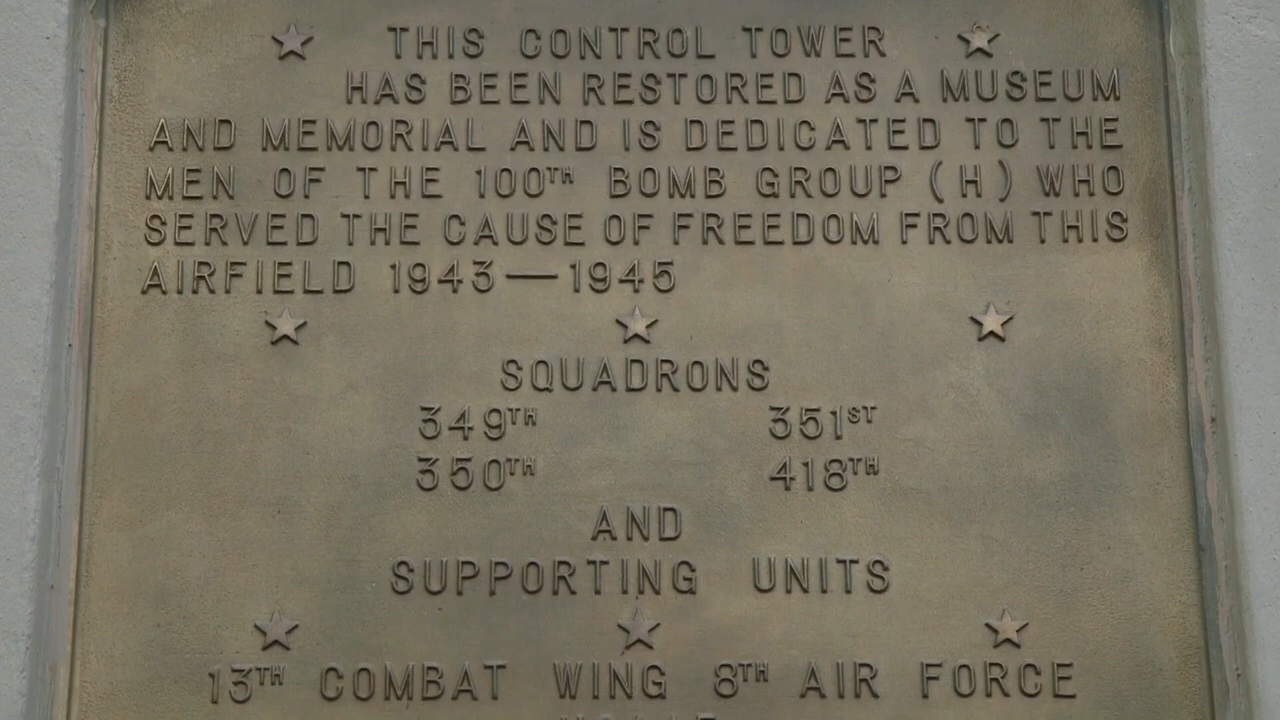 THIS CONTROL TOWER
HAS BEEN RESTORED AS A MUSEUM
AND MEMORIAL AND IS DEDICATED TO THE
MEN OF THE 100TH BOMB GROUP (H) WHO
SERVED THE CAUSE OF FREEDOM FROM THIS
AIRFIELD 1943—1945
SQUADRONS
349TH 351ST
350TH 418TH
AND
SUPPORTING UNITS
13TH COMBAT WING 8TH AIR FORCE